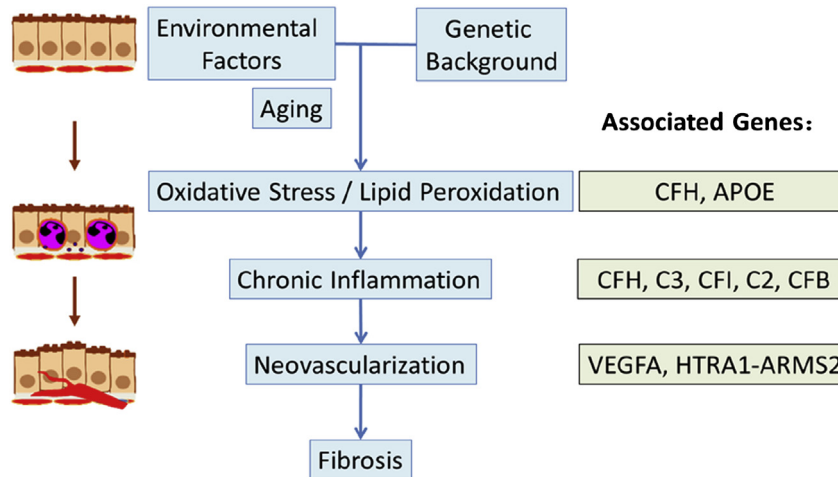 Environmental
Factors
Genetic
Background
Aging
Associated Genes:
Oxidative Stress / Lipid Peroxidation
CFH, APOE
Chronic Inflammation
CFH, C3, CFI, C2, CFB
Neovascularization
VEGFA, HTRA1-ARMS2
Fibrosis